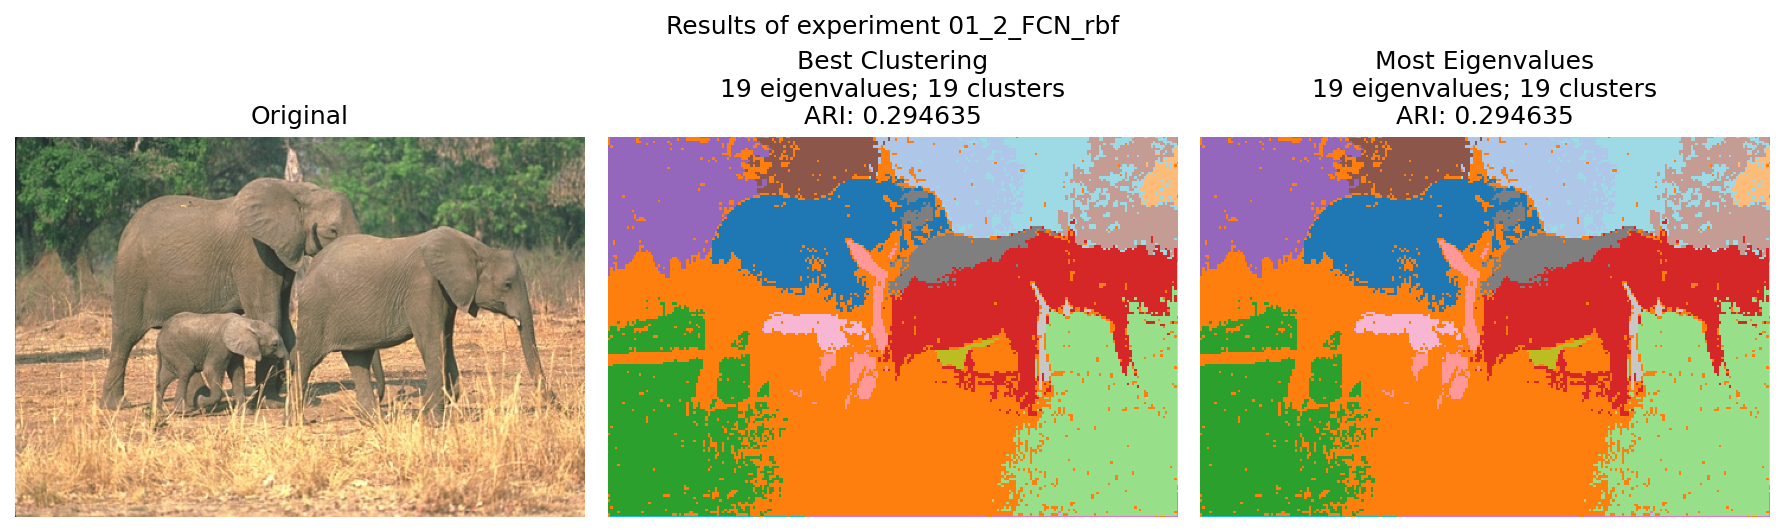 Results of experiment 01_2_FCN_rbf
Original
Best Clustering
19 eigenvalues; 19 clusters
ARI: 0.294635
Most Eigenvalues
19 eigenvalues; 19 clusters
ARI: 0.294635